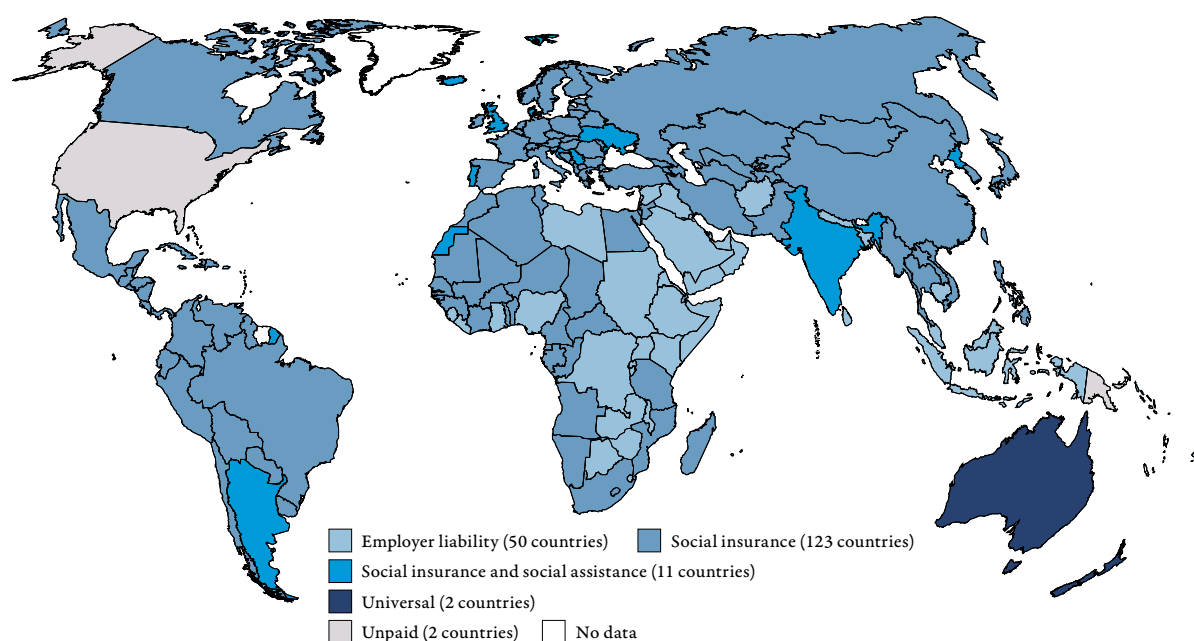 Employer liability (50 countries) Social insurance (123 countries)
Social insurance and social assistance (11 countries)
Universal (2 countries)
Unpaid (2 countries) No data